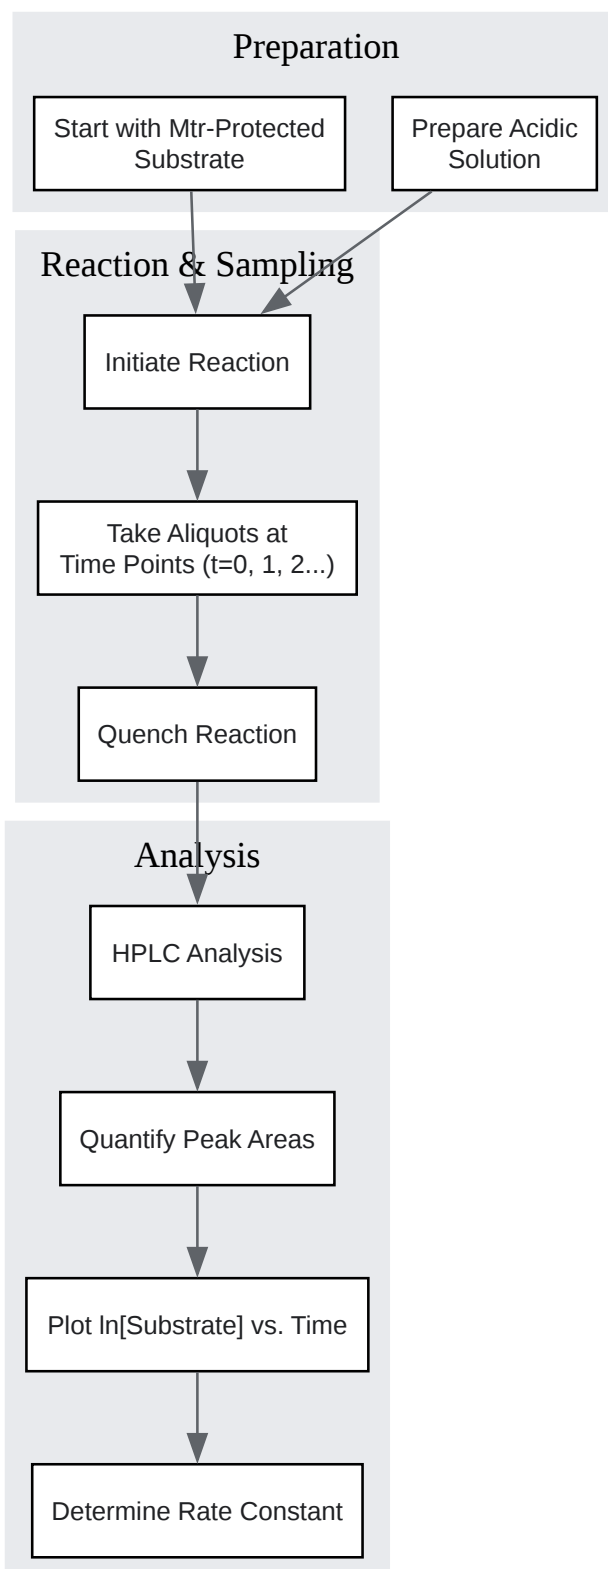 Preparation
Start with Mtr-Protected
Substrate
Prepare Acidic
Solution
Reaction & Sampling
Initiate Reaction
Take Aliquots at
Time Points (t=0, 1, 2...)
Quench Reaction
Analysis
HPLC Analysis
Quantify Peak Areas
Plot ln[Substrate] vs. Time
Determine Rate Constant